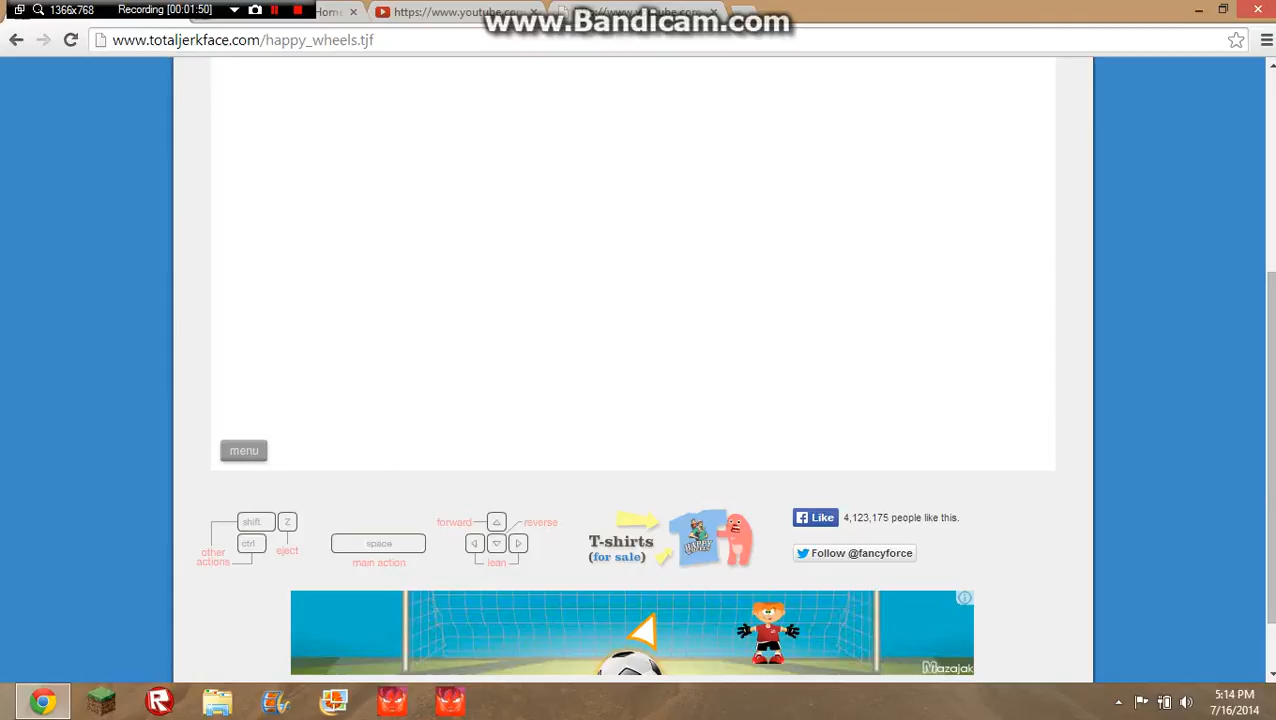 1366x768 Recording [00:01:50] Home https://www.youtube.com
www.Bandicam.com
www.totaljerkface.com/happy_wheels.tjf
menu
shift Z
ctrl
other actions
eject
space
main action
forward
reverse
lean
T-shirts
(for sale)
Like 4,123,175 people like this.
Follow @fancyforce
Mazajak
5:14 PM
7/16/2014